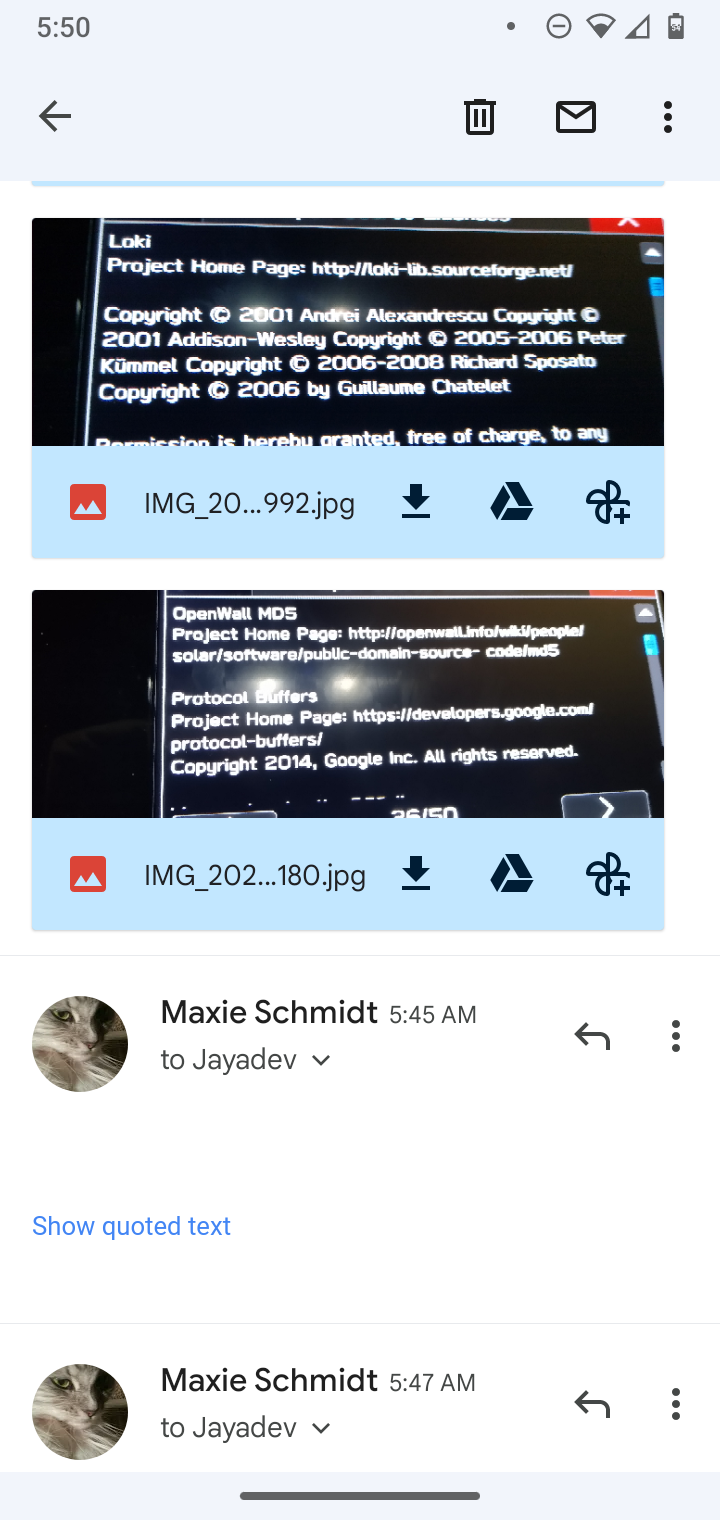 5:50
Loki
Project Home Page: http://loki-lib.sourceforge.net/
Copyright © 2001 Andrei Alexandrescu Copyright ©
2001 Addison-Wesley Copyright © 2005-2006 Peter
Kümmel Copyright © 2006-2008 Richard Sposato
Copyright © 2006 by Guillaume Chatelet
Permission is hereby granted, free of charge, to any
IMG_20...992.jpg
OpenWall MD5
Project Home Page: http://openwall.info/wiki/people/
solar/software/public-domain-source- code/md5
Protocol Buffers
Project Home Page: https://developers.google.com/
protocol-buffers/
Copyright 2014, Google Inc. All rights reserved.
26/50
IMG_202...180.jpg
Maxie Schmidt 5:45 AM
to Jayadev
Show quoted text
Maxie Schmidt 5:47 AM
to Jayadev